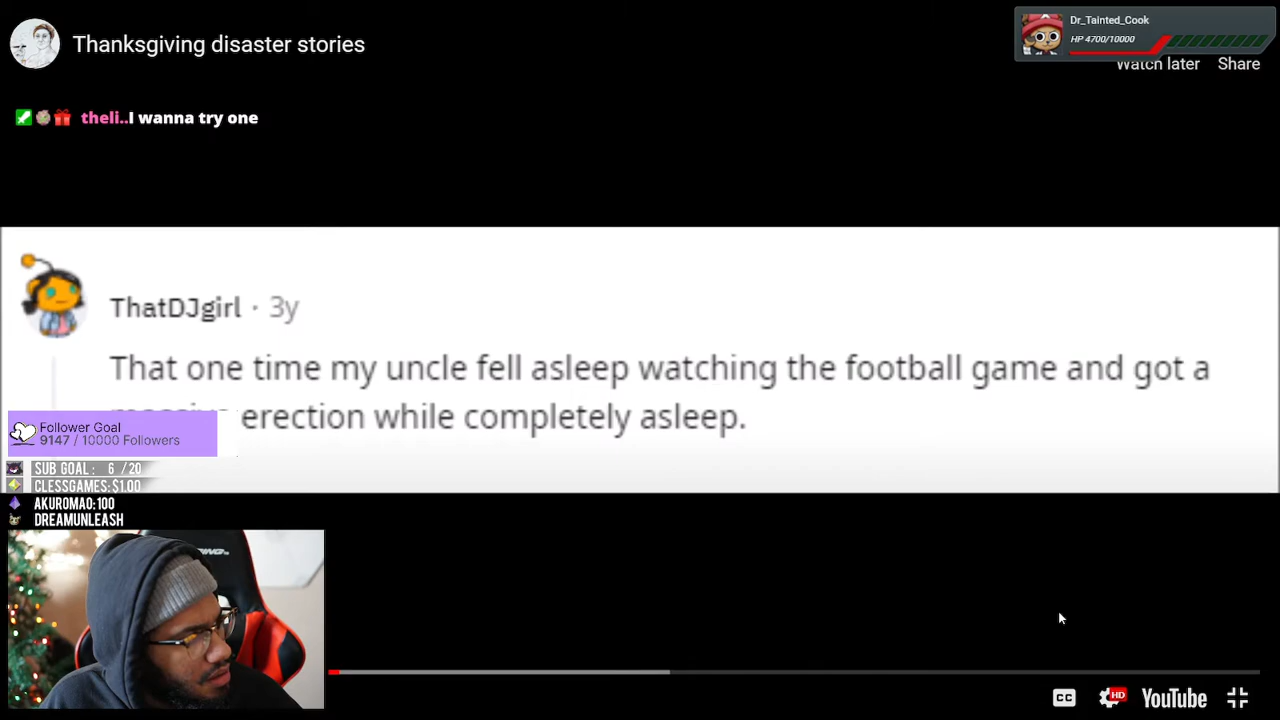 Thanksgiving disaster stories
Dr_Tainted_Cook
HP 4700/10000
Watch later Share
theli..I wanna try one
ThatDJgirl · 3y
That one time my uncle fell asleep watching the football game and got a
erection while completely asleep.
Follower Goal
9147 / 10000 Followers
SUB GOAL: 6 /20
CLESSGAMES:$1.00
AKUROMAO:100
DREAMUNLEASH
CC HD YouTube